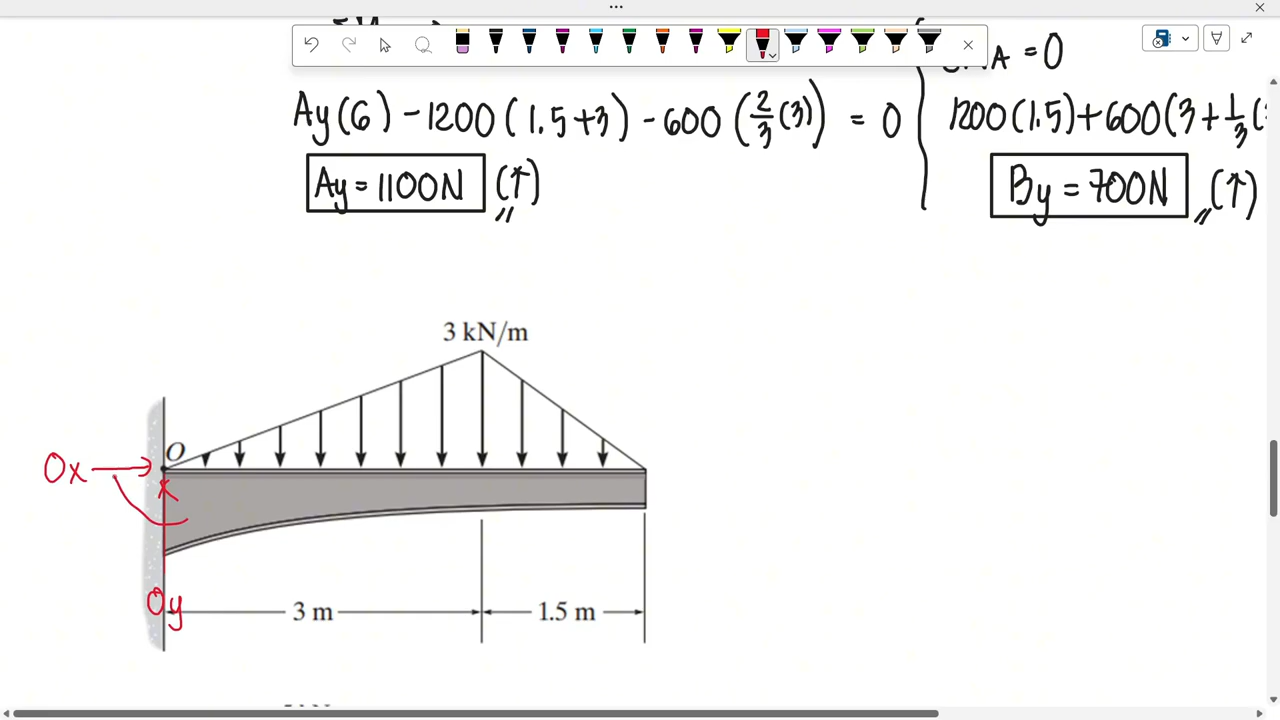 ΣM_A = 0
Ay(6) - 1200(1.5+3) - 600(2/3(3)) = 0
1200(1.5)+600(3+1/3(
Ay = 1100N (↑)
By = 700N (↑)
3 kN/m
O
Ox
Oy
3 m
1.5 m